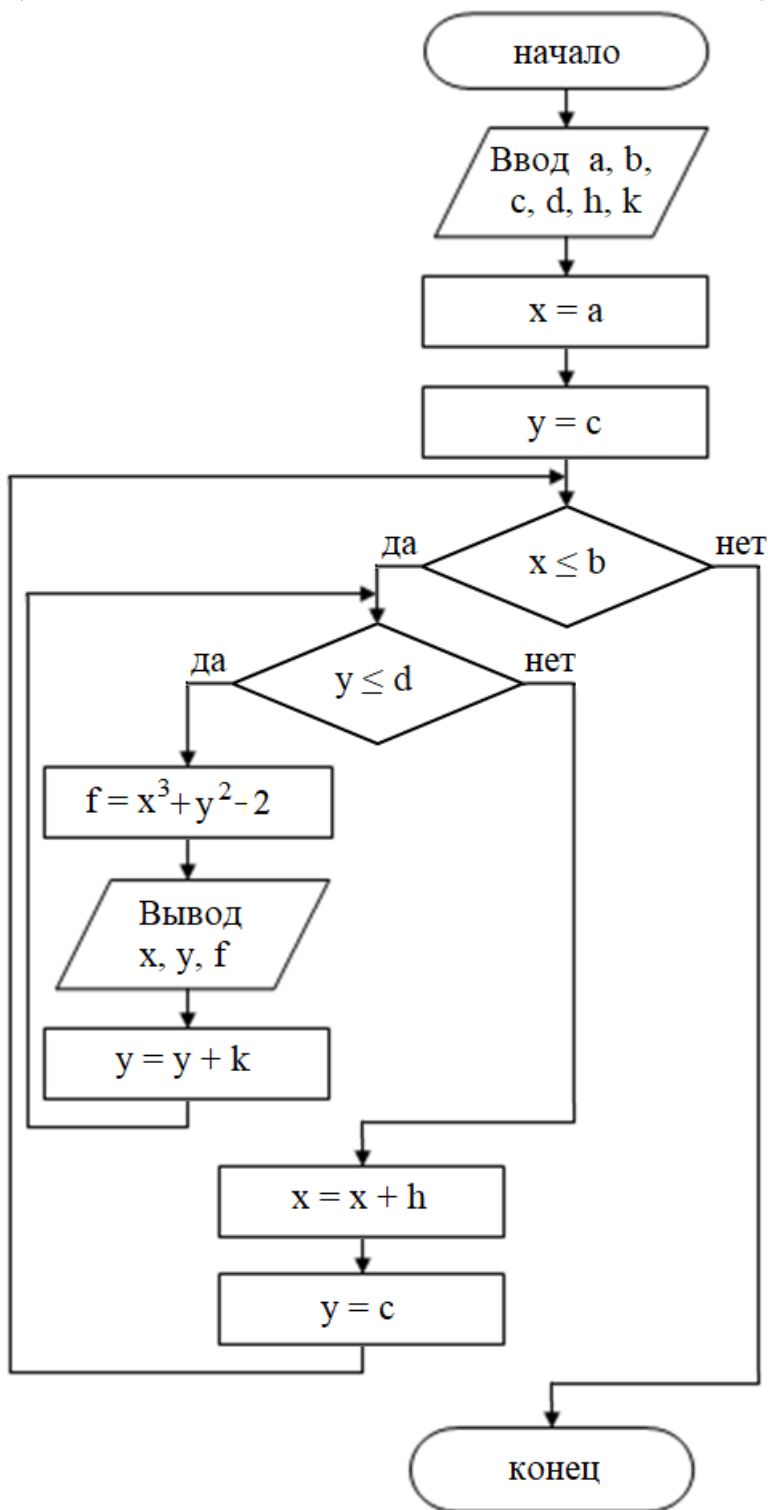 начало
Ввод a, b,
c, d, h, k
x = a
y = c
да
x ≤ b
нет
да
y ≤ d
нет
f = x³+y²-2
Вывод
x, y, f
y = y + k
x = x + h
y = c
конец